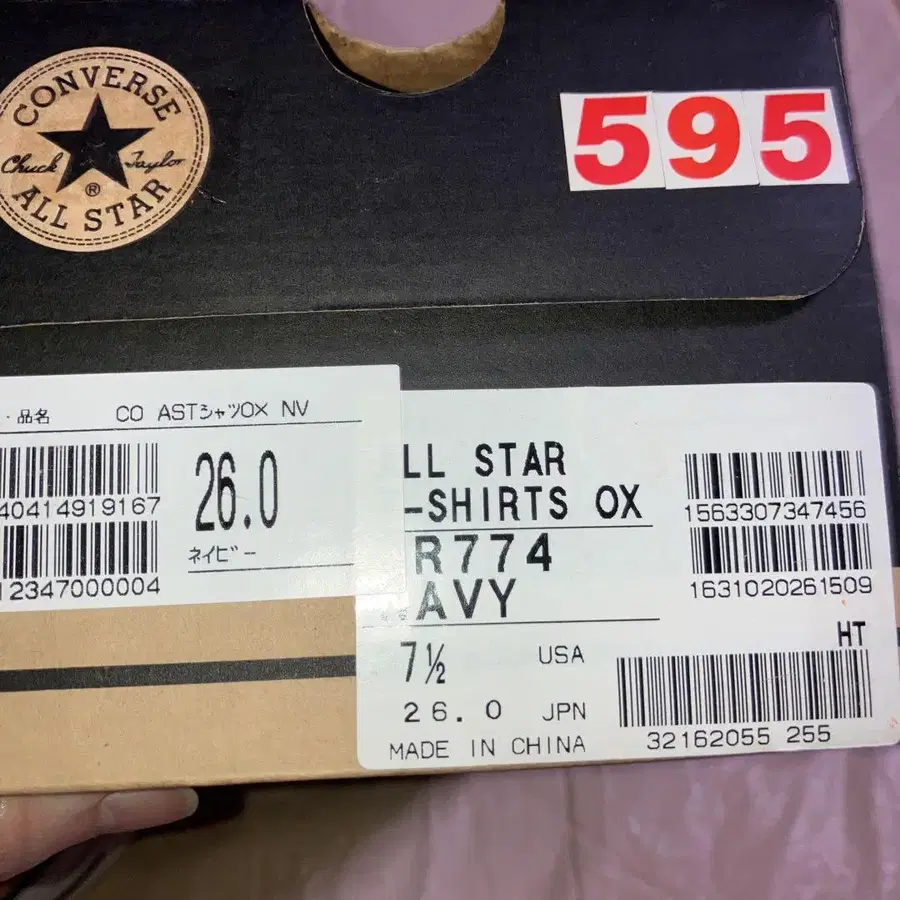 CONVERSE
Chuck Taylor
®
ALL STAR
595
・品名 CO ASTシャツOX NV
40414919167
26.0
ネイビー
12347000004
LL STAR
-SHIRTS OX
R774
AVY
7½ USA
26.0 JPN
MADE IN CHINA
1563307347456
1631020261509
HT
32162055 255